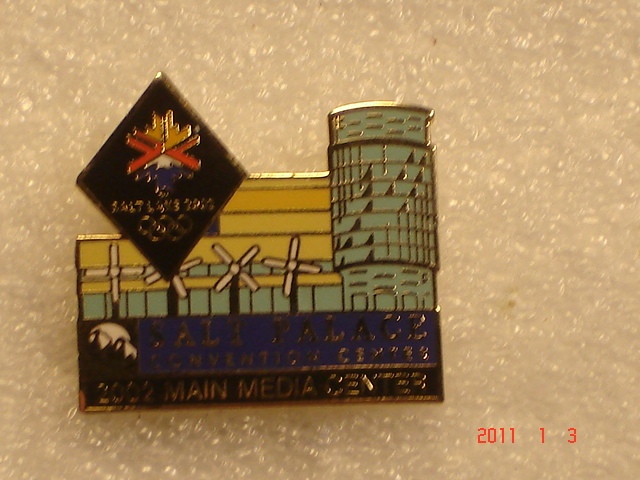 SALT LAKE 2002
SALT PALACE
CONVENTION CENTER
2002 MAIN MEDIA CENTER
2011 1 3